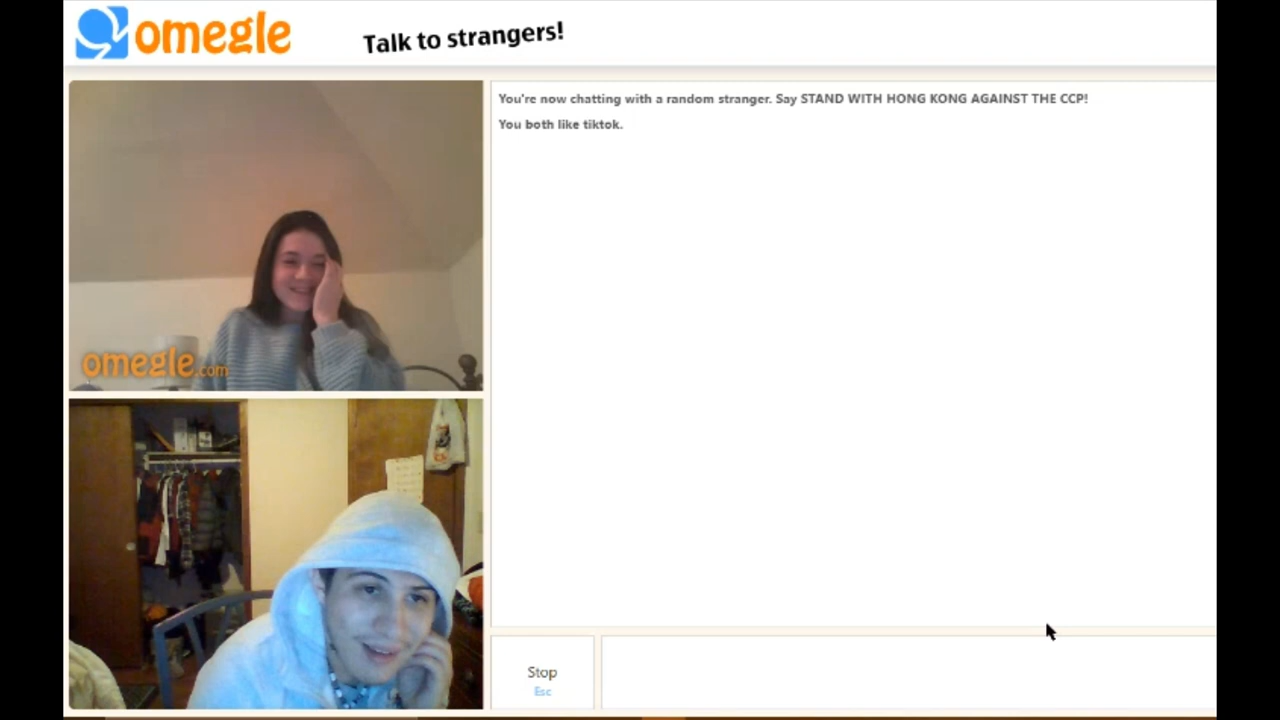 omegle
Talk to strangers!
You're now chatting with a random stranger. Say STAND WITH HONG KONG AGAINST THE CCP!
You both like tiktok.
omegle.com
Stop
Esc